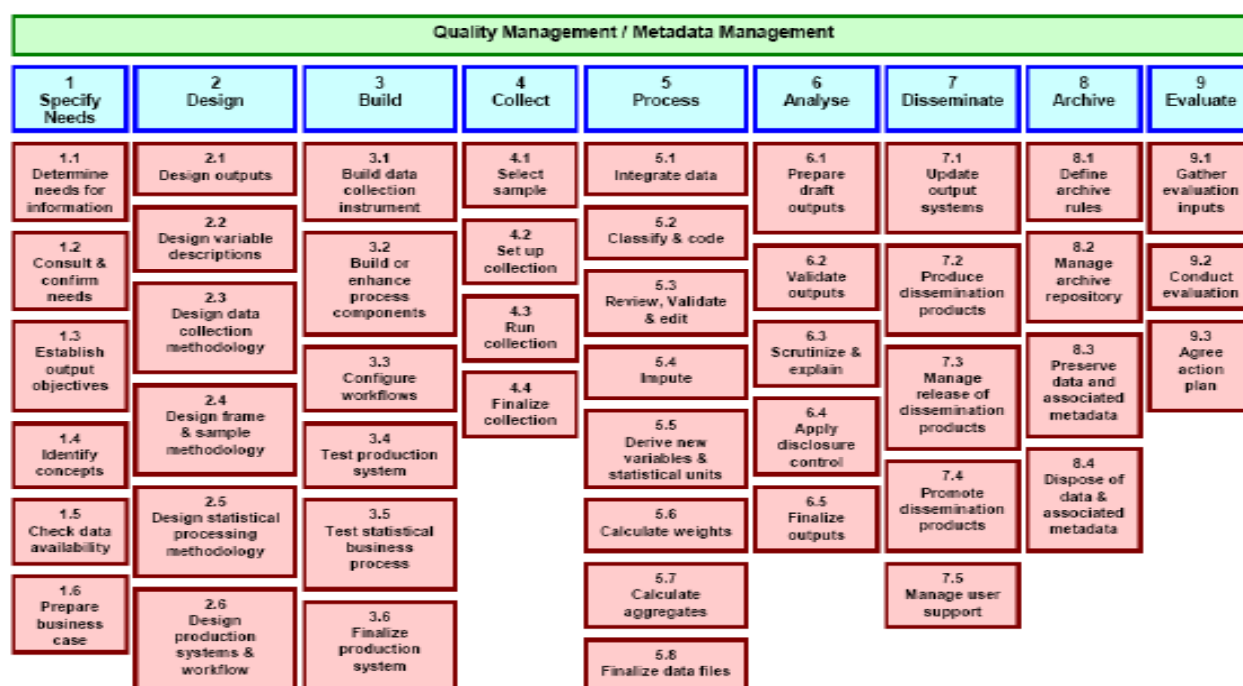 Quality Management / Metadata Management
1
Specify
Needs
2
Design
3
Build
4
Collect
5
Process
6
Analyse
7
Disseminate
8
Archive
9
Evaluate
1.1
Determine
needs for
information
1.2
Consult &
confirm
needs
1.3
Establish
output
objectives
1.4
Identify
concepts
1.5
Check data
availability
1.6
Prepare
business
case
2.1
Design outputs
2.2
Design variable
descriptions
2.3
Design data
collection
methodology
2.4
Design frame
& sample
methodology
2.5
Design statistical
processing
methodology
2.6
Design
production
systems &
workflow
3.1
Build data
collection
instrument
3.2
Build or
enhance
process
components
3.3
Configure
workflows
3.4
Test production
system
3.5
Test statistical
business
process
3.6
Finalize
production
system
4.1
Select
sample
4.2
Set up
collection
4.3
Run
collection
4.4
Finalize
collection
5.1
Integrate data
5.2
Classify & code
5.3
Review, Validate
& edit
5.4
Impute
5.5
Derive new
variables &
statistical units
5.6
Calculate weights
5.7
Calculate
aggregates
5.8
Finalize data files
6.1
Prepare
draft
outputs
6.2
Validate
outputs
6.3
Scrutinize &
explain
6.4
Apply
disclosure
control
6.5
Finalize
outputs
7.1
Update
output
systems
7.2
Produce
dissemination
products
7.3
Manage
release of
dissemination
products
7.4
Promote
dissemination
products
7.5
Manage user
support
8.1
Define
archive
rules
8.2
Manage
archive
repository
8.3
Preserve
data and
associated
metadata
8.4
Dispose of
data &
associated
metadata
9.1
Gather
evaluation
inputs
9.2
Conduct
evaluation
9.3
Agree
action
plan